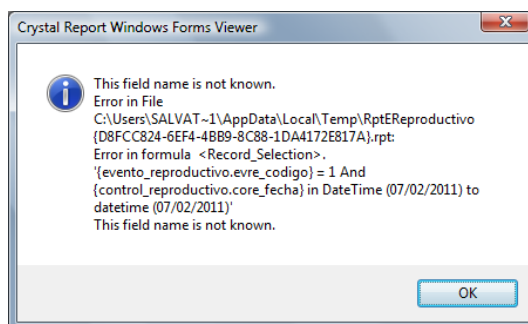 Crystal Report Windows Forms Viewer
This field name is not known.
Error in File
C:\Users\SALVAT~1\AppData\Local\Temp\RptEReproductivo
{D8FCC824-6EF4-4BB9-8C88-1DA4172E817A}.rpt:
Error in formula <Record_Selection>.
'{evento_reproductivo.evre_codigo} = 1 And
{control_reproductivo.core_fecha} in DateTime (07/02/2011) to
datetime (07/02/2011)'
This field name is not known.
OK